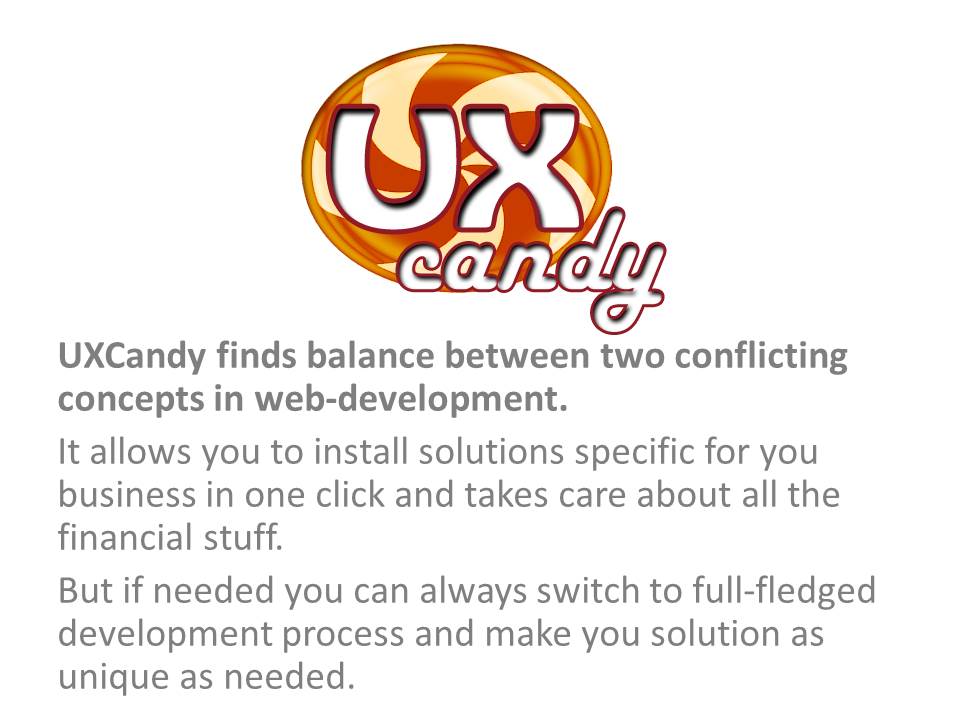 UX
candy
UXCandy finds balance between two conflicting
concepts in web-development.
It allows you to install solutions specific for you
business in one click and takes care about all the
financial stuff.
But if needed you can always switch to full-fledged
development process and make you solution as
unique as needed.